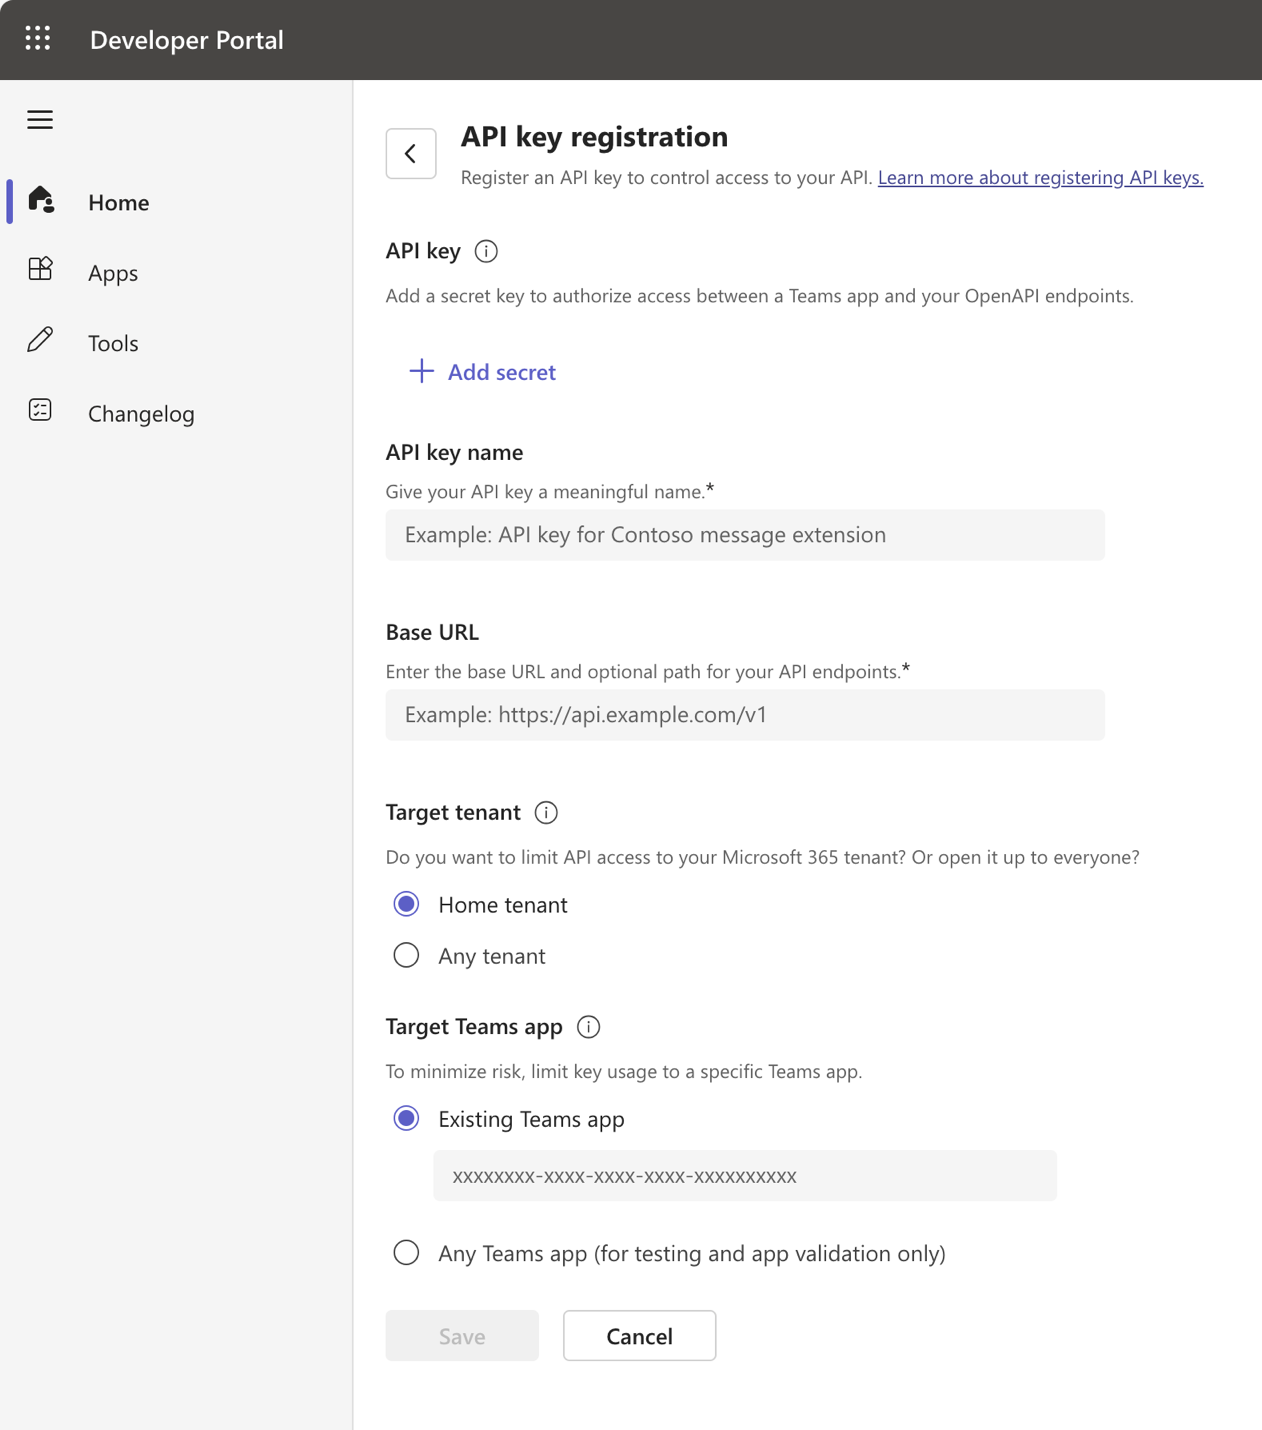 Developer Portal
Home
Apps
Tools
Changelog
API key registration
Register an API key to control access to your API. Learn more about registering API keys.
API key
Add a secret key to authorize access between a Teams app and your OpenAPI endpoints.
Add secret
API key name
Give your API key a meaningful name.*
Example: API key for Contoso message extension
Base URL
Enter the base URL and optional path for your API endpoints.*
Example: https://api.example.com/v1
Target tenant
Do you want to limit API access to your Microsoft 365 tenant? Or open it up to everyone?
Home tenant
Any tenant
Target Teams app
To minimize risk, limit key usage to a specific Teams app.
Existing Teams app
xxxxxxxx-xxxx-xxxx-xxxx-xxxxxxxxxx
Any Teams app (for testing and app validation only)
Save
Cancel